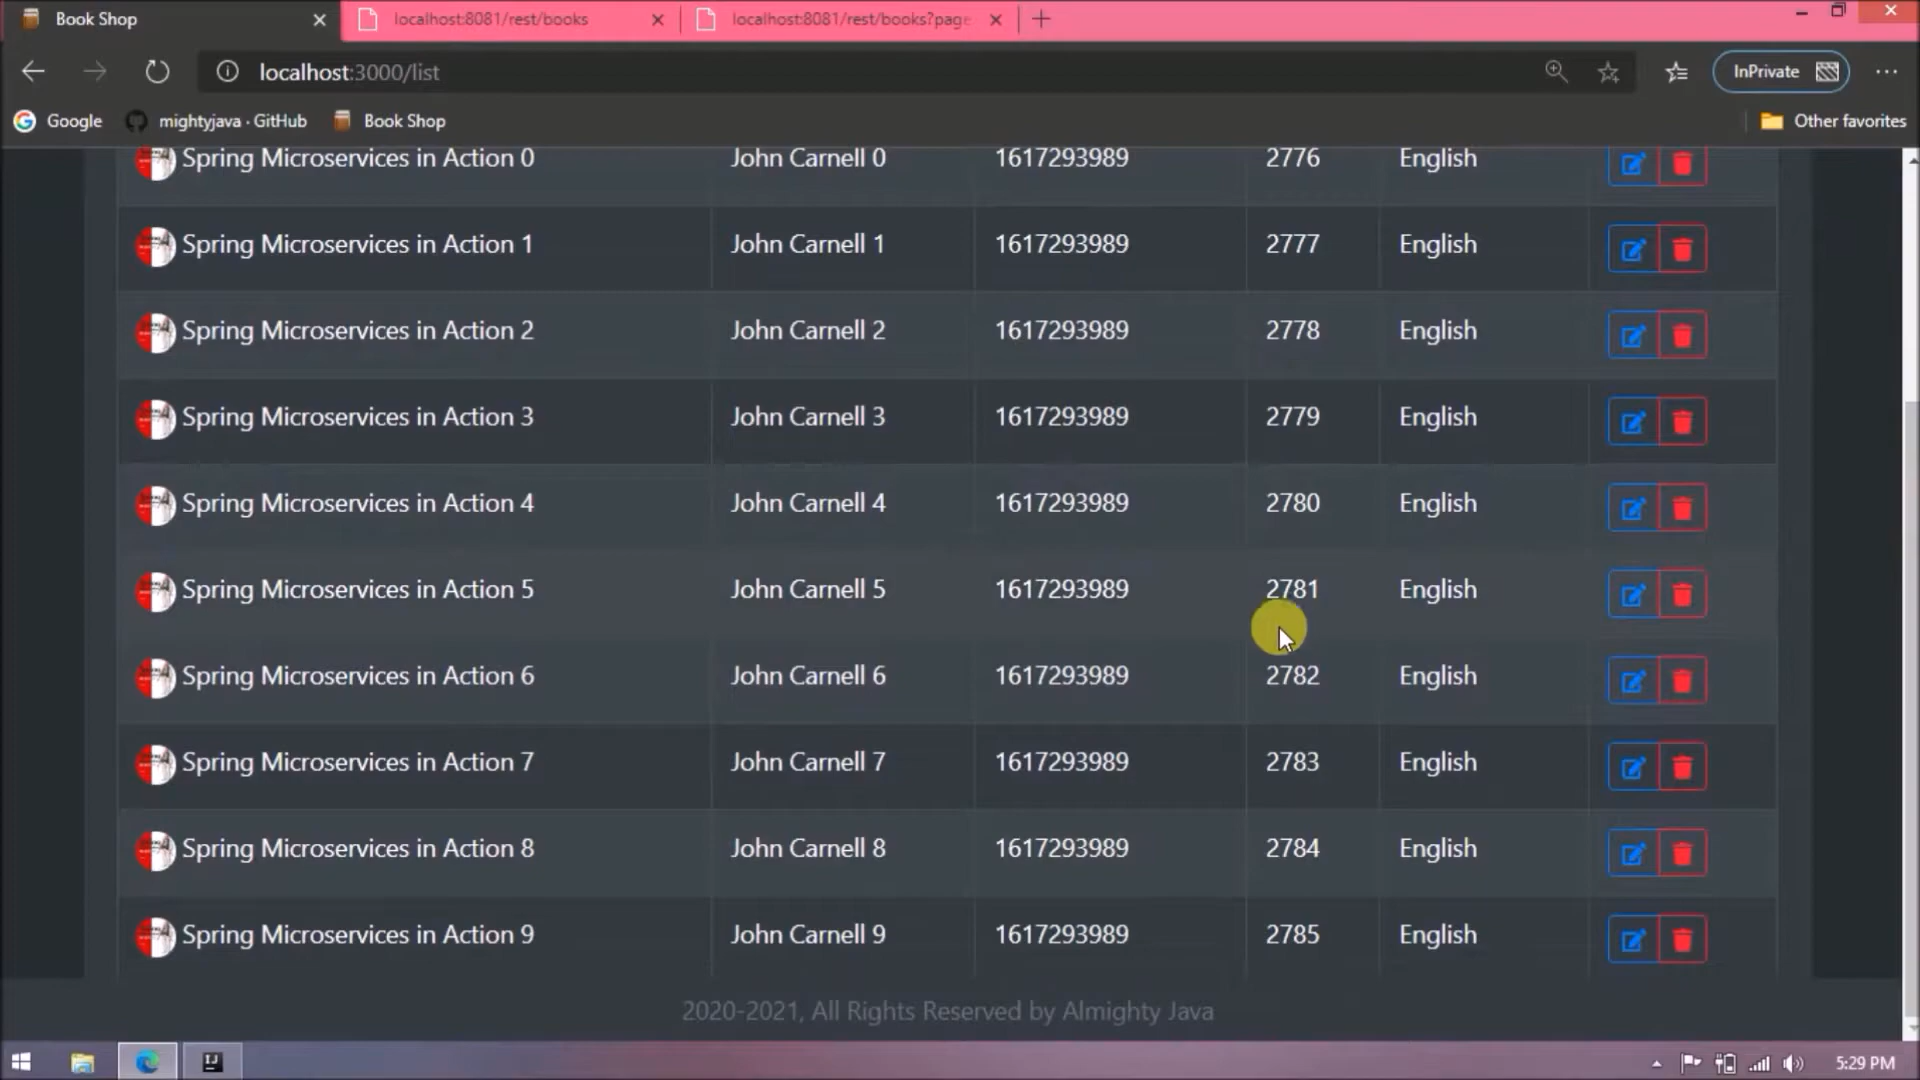 Book Shop
localhost:8081/rest/books
localhost:8081/rest/books?page
localhost:3000/list
InPrivate
Google
mightyjava · GitHub
Book Shop
Other favorites
Spring Microservices in Action 0 John Carnell 0 1617293989 2776 English
Spring Microservices in Action 1 John Carnell 1 1617293989 2777 English
Spring Microservices in Action 2 John Carnell 2 1617293989 2778 English
Spring Microservices in Action 3 John Carnell 3 1617293989 2779 English
Spring Microservices in Action 4 John Carnell 4 1617293989 2780 English
Spring Microservices in Action 5 John Carnell 5 1617293989 2781 English
Spring Microservices in Action 6 John Carnell 6 1617293989 2782 English
Spring Microservices in Action 7 John Carnell 7 1617293989 2783 English
Spring Microservices in Action 8 John Carnell 8 1617293989 2784 English
Spring Microservices in Action 9 John Carnell 9 1617293989 2785 English
2020-2021, All Rights Reserved by Almighty Java
IJ
5:29 PM